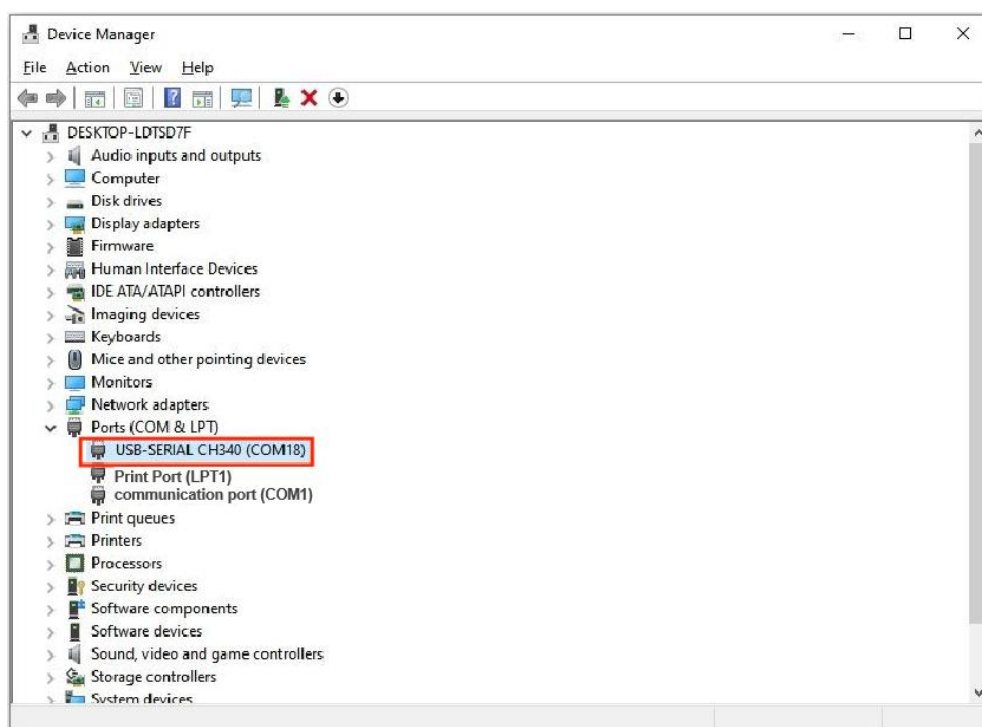 Device Manager
File Action View Help
DESKTOP-LDTSD7F
Audio inputs and outputs
Computer
Disk drives
Display adapters
Firmware
Human Interface Devices
IDE ATA/ATAPI controllers
Imaging devices
Keyboards
Mice and other pointing devices
Monitors
Network adapters
Ports (COM & LPT)
USB-SERIAL CH340 (COM18)
Print Port (LPT1)
communication port (COM1)
Print queues
Printers
Processors
Security devices
Software components
Software devices
Sound, video and game controllers
Storage controllers
System devices